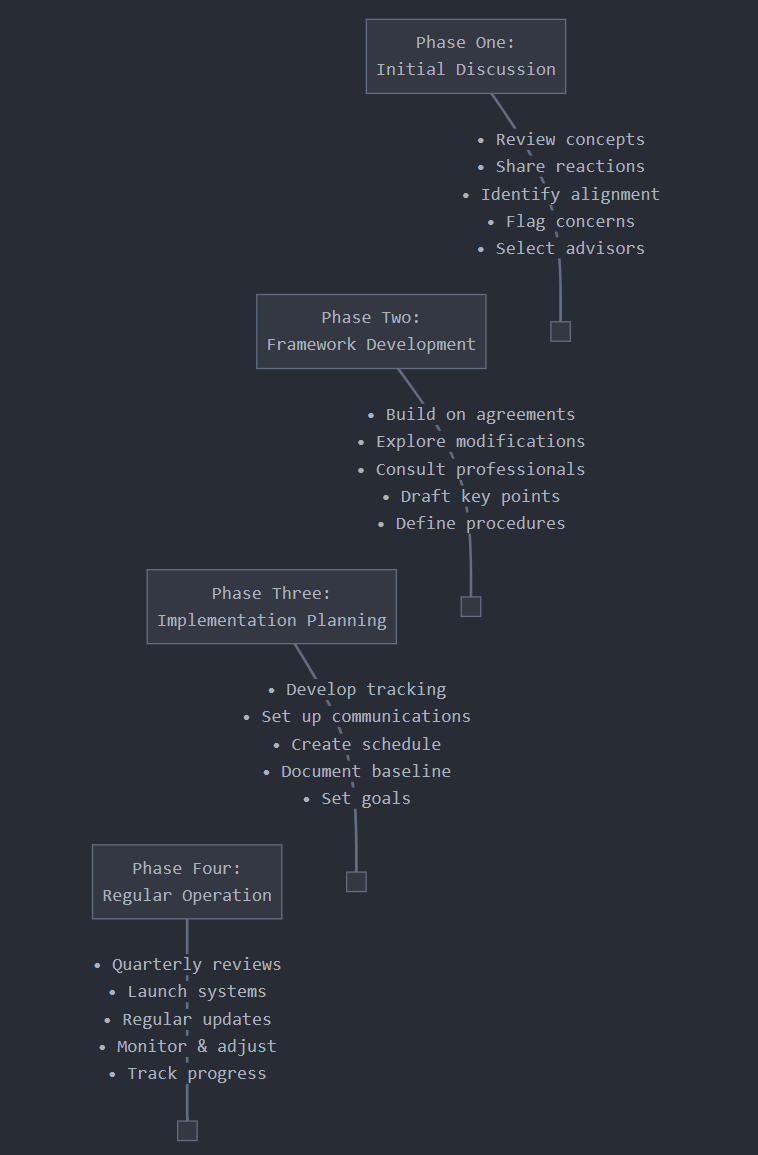 Phase One:
Initial Discussion
• Review concepts
• Share reactions
• Identify alignment
• Flag concerns
• Select advisors
Phase Two:
Framework Development
• Build on agreements
• Explore modifications
• Consult professionals
• Draft key points
• Define procedures
Phase Three:
Implementation Planning
• Develop tracking
• Set up communications
• Create schedule
• Document baseline
• Set goals
Phase Four:
Regular Operation
• Quarterly reviews
• Launch systems
• Regular updates
• Monitor & adjust
• Track progress